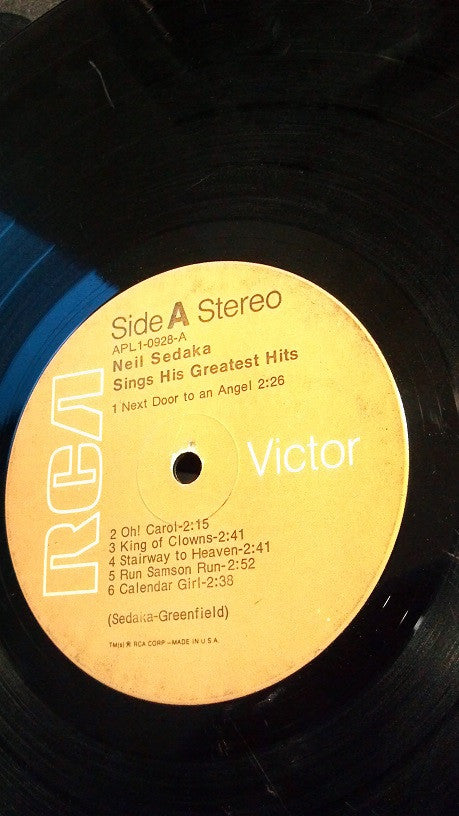 Side A Stereo
APL1-0928-A
Neil Sedaka
Sings His Greatest Hits
1 Next Door to an Angel 2:26
RCA
Victor
2 Oh! Carol-2:15
3 King of Clowns-2:41
4 Stairway to Heaven-2:41
5 Run Samson Run-2:52
6 Calendar Girl-2:38
(Sedaka-Greenfield)
TM(s) ® RCA CORP-MADE IN U.S.A.